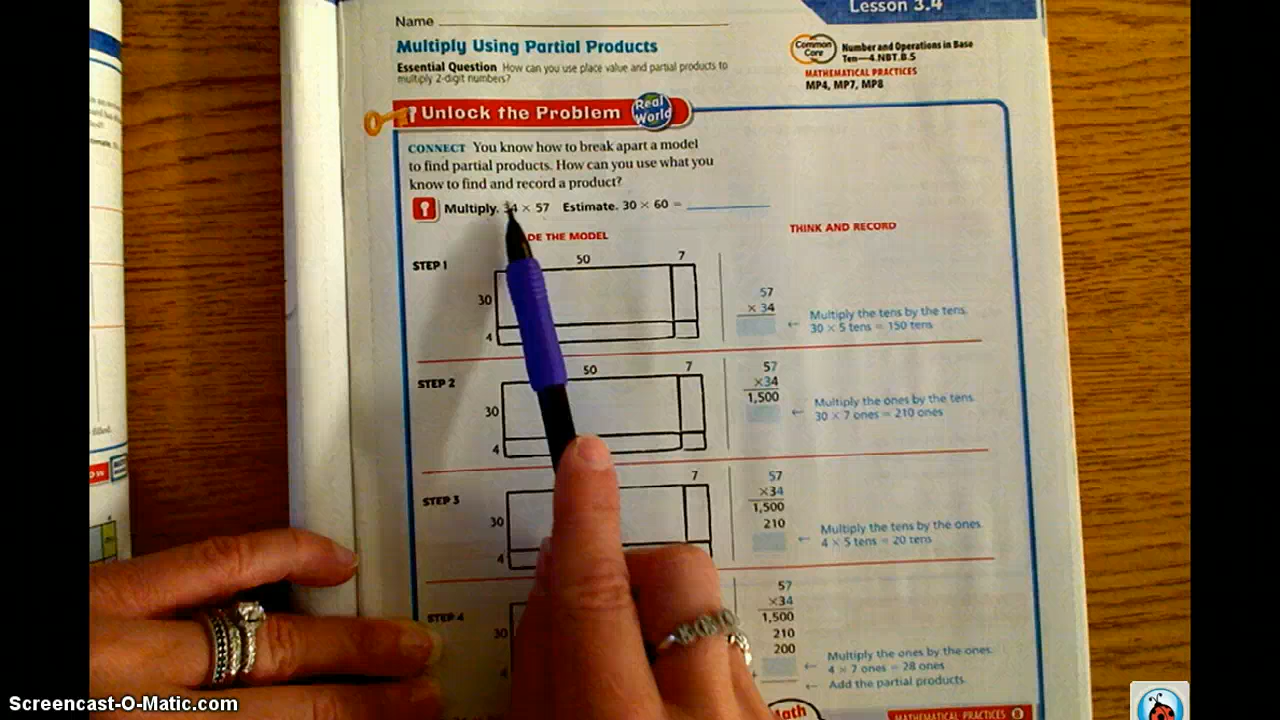 Lesson 3.4
Name
Multiply Using Partial Products
Essential Question How can you use place value and partial products to
multiply 2-digit numbers?
Common
Core
Number and Operations in Base
Ten—4.NBT.B.5
MATHEMATICAL PRACTICES
MP4, MP7, MP8
Unlock the Problem
Real
World
CONNECT You know how to break apart a model
to find partial products. How can you use what you
know to find and record a product?
Multiply. 34 × 57 Estimate. 30 × 60 =
DE THE MODEL
THINK AND RECORD
STEP 1
50 7
30
4
57
× 34
Multiply the tens by the tens.
30 × 5 tens = 150 tens
STEP 2
50 7
30
4
57
×34
1,500
Multiply the ones by the tens.
30 × 7 ones = 210 ones
STEP 3
7
30
4
57
×34
1,500
210
Multiply the tens by the ones.
4 × 5 tens = 20 tens
STEP 4
30
4
57
×34
1,500
210
200
Multiply the ones by the ones.
4 × 7 ones = 28 ones
Add the partial products.
Math
MATHEMATICAL PRACTICES 8
Screencast-O-Matic.com